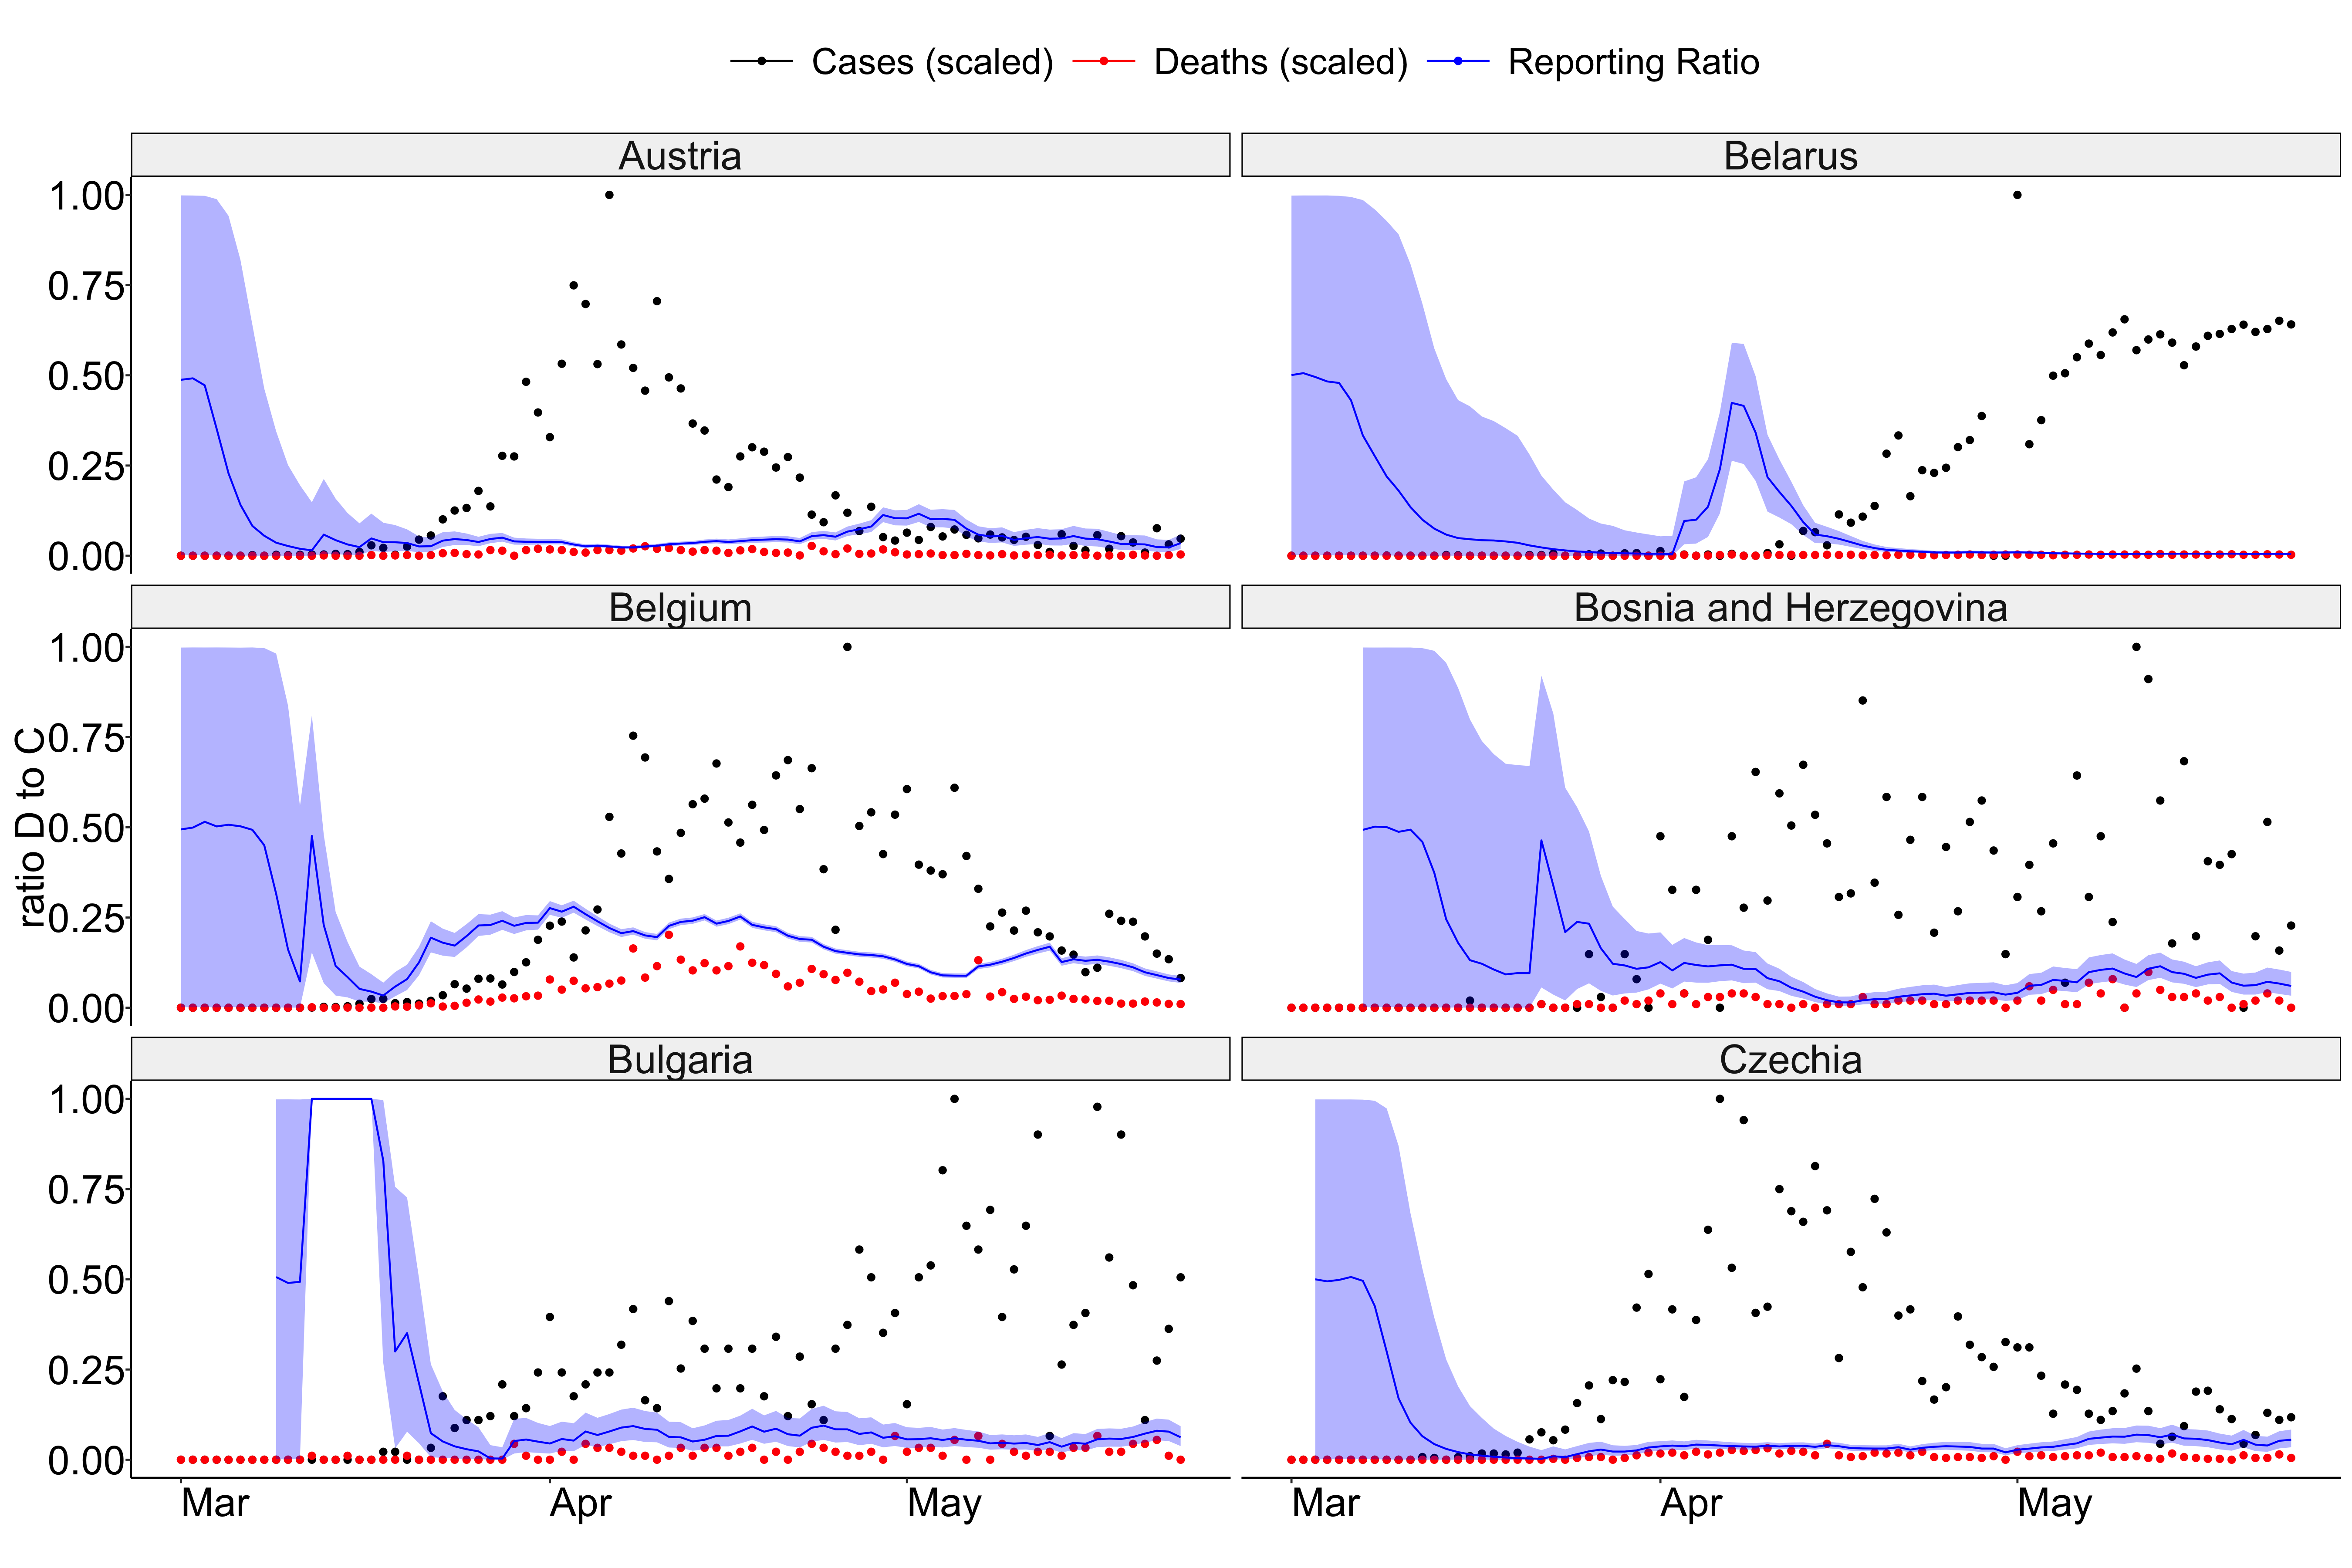 Cases (scaled) Deaths (scaled) Reporting Ratio
Austria Belarus
1.00
0.75
0.50
0.25
0.00
Belgium Bosnia and Herzegovina
1.00
0.75
0.50
0.25
0.00
ratio D to C
Bulgaria Czechia
1.00
0.75
0.50
0.25
0.00
Mar Apr May Mar Apr May